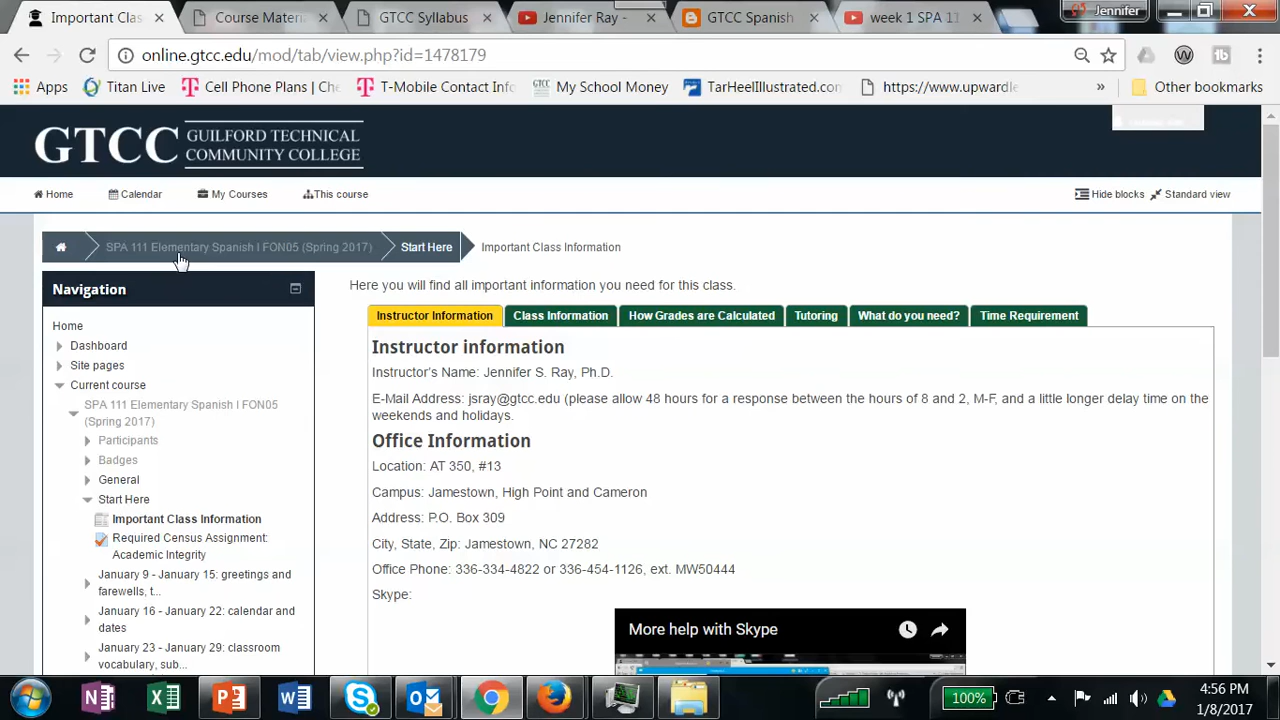 Important Clas
Course Materi
GTCC Syllabus
Jennifer Ray -
GTCC Spanish
week 1 SPA 11
Jennifer
online.gtcc.edu/mod/tab/view.php?id=1478179
Apps
Titan Live
Cell Phone Plans | Che
T-Mobile Contact Info
My School Money
TarHeelIllustrated.com
https://www.upwardle
»
Other bookmarks
GTCC GUILFORD TECHNICAL
COMMUNITY COLLEGE
Home
Calendar
My Courses
This course
Hide blocks
Standard view
SPA 111 Elementary Spanish I FON05 (Spring 2017)
Start Here
Important Class Information
Navigation
Home
Dashboard
Site pages
Current course
SPA 111 Elementary Spanish I FON05
(Spring 2017)
Participants
Badges
General
Start Here
Important Class Information
Required Census Assignment:
Academic Integrity
January 9 - January 15: greetings and
farewells, t...
January 16 - January 22: calendar and
dates
January 23 - January 29: classroom
vocabulary, sub...
Here you will find all important information you need for this class.
Instructor Information
Class Information
How Grades are Calculated
Tutoring
What do you need?
Time Requirement
Instructor information
Instructor's Name: Jennifer S. Ray, Ph.D.
E-Mail Address: jsray@gtcc.edu (please allow 48 hours for a response between the hours of 8 and 2, M-F, and a little longer delay time on the
weekends and holidays.
Office Information
Location: AT 350, #13
Campus: Jamestown, High Point and Cameron
Address: P.O. Box 309
City, State, Zip: Jamestown, NC 27282
Office Phone: 336-334-4822 or 336-454-1126, ext. MW50444
Skype:
More help with Skype
100%
4:56 PM
1/8/2017